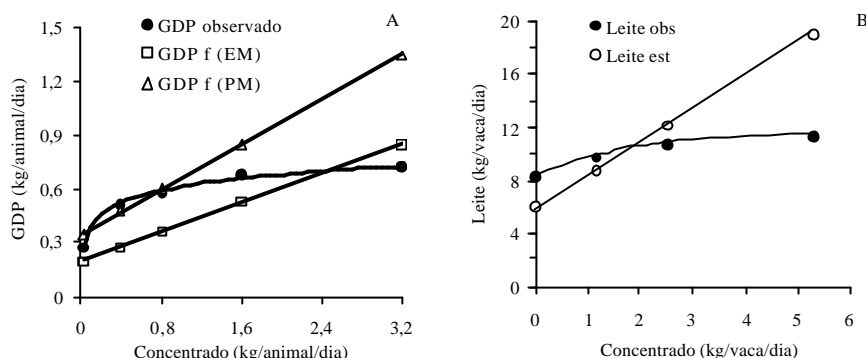 A
GDP observado
GDP f (EM)
GDP f (PM)
GDP (kg/animal/dia)
1,5
1,2
0,9
0,6
0,3
0
0 0,8 1,6 2,4 3,2
Concentrado (kg/animal/dia)
B
Leite obs
Leite est
Leite (kg/vaca/dia)
20
16
12
8
4
0
0 1 2 3 4 5 6
Concentrado (kg/vaca/dia)